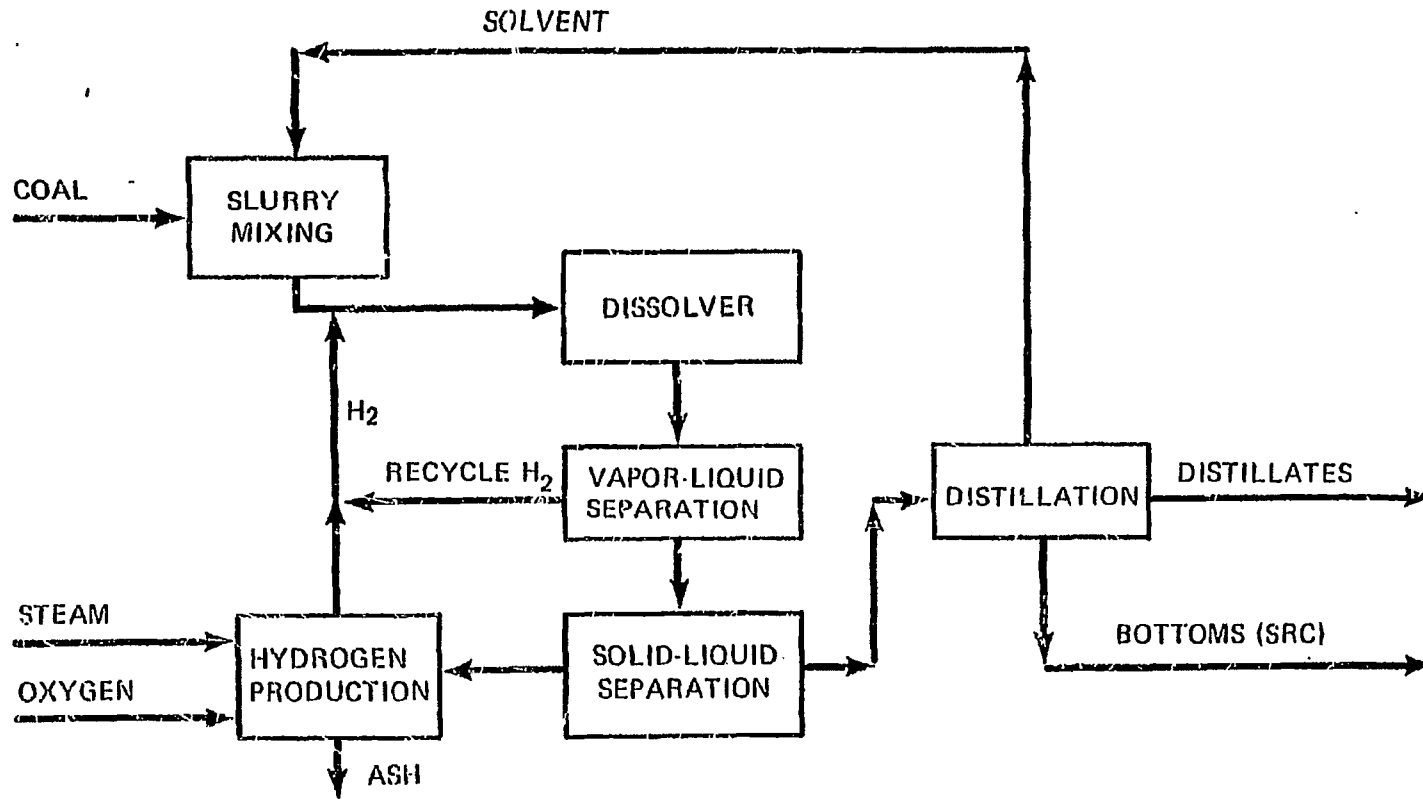 SOLVENT
COAL
SLURRY
MIXING
DISSOLVER
H2
RECYCLE H2
VAPOR-LIQUID
SEPARATION
DISTILLATION
DISTILLATES
STEAM
HYDROGEN
PRODUCTION
OXYGEN
SOLID-LIQUID
SEPARATION
BOTTOMS (SRC)
ASH